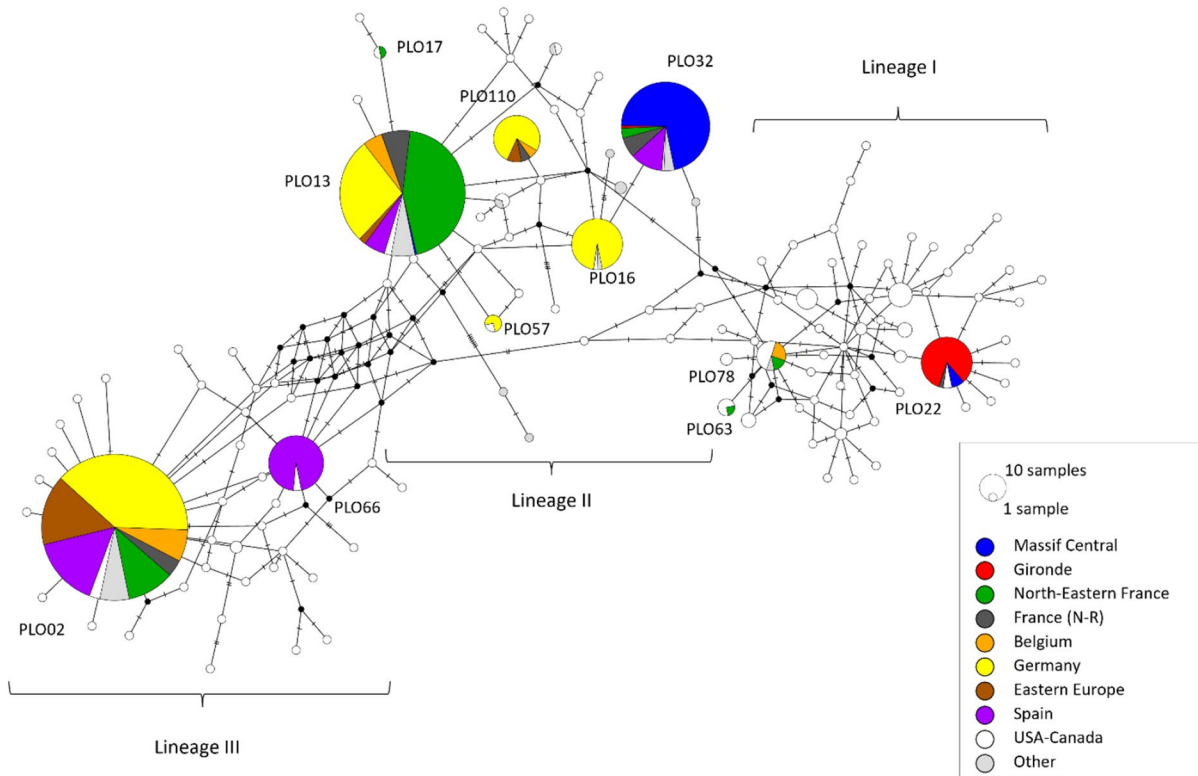 PLO17
PLO32
Lineage I
PLO110
PLO13
PLO16
PLO57
PLO78
PLO22
PLO63
10 samples
1 sample
Lineage II
PLO66
Massif Central
Gironde
North-Eastern France
France (N-R)
Belgium
PLO02
Germany
Eastern Europe
Spain
USA-Canada
Lineage III
Other